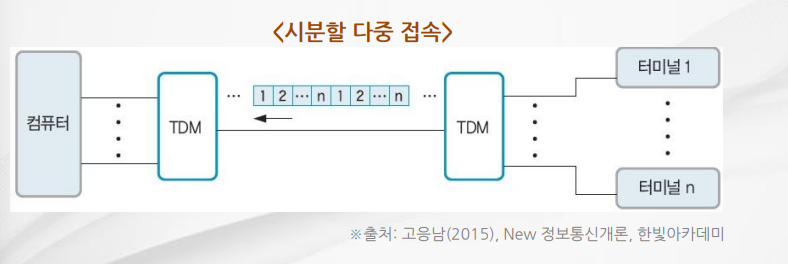 <시분할 다중 접속>
터미널 1
컴퓨터
TDM
… 1 2 … n 1 2 … n …
TDM
터미널 n
※출처: 고응남(2015), New 정보통신개론, 한빛아카데미